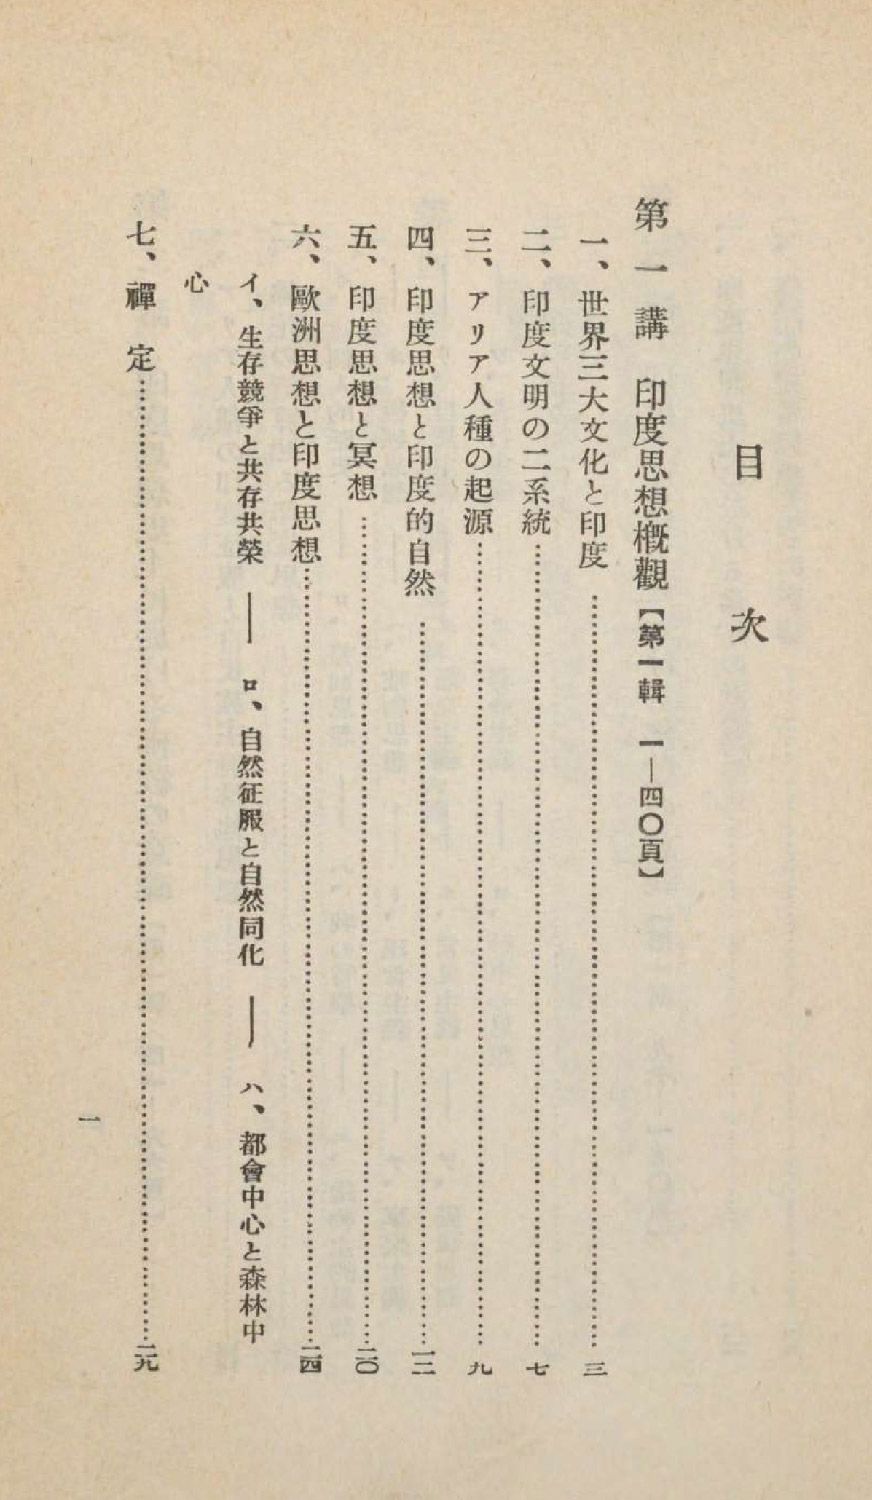 目次
第一講　印度思想槪觀【第一輯　一—四〇頁】
一、世界三大文化と印度……三
二、印度文明の二系統……七
三、アリア人種の起源……九
四、印度思想と印度的自然……一二
五、印度思想と冥想……二〇
六、歐洲思想と印度思想……二四
イ、生存競爭と共存共榮——ロ、自然征服と自然同化——ハ、都會中心と森林中
心
七、禪定……二九
一